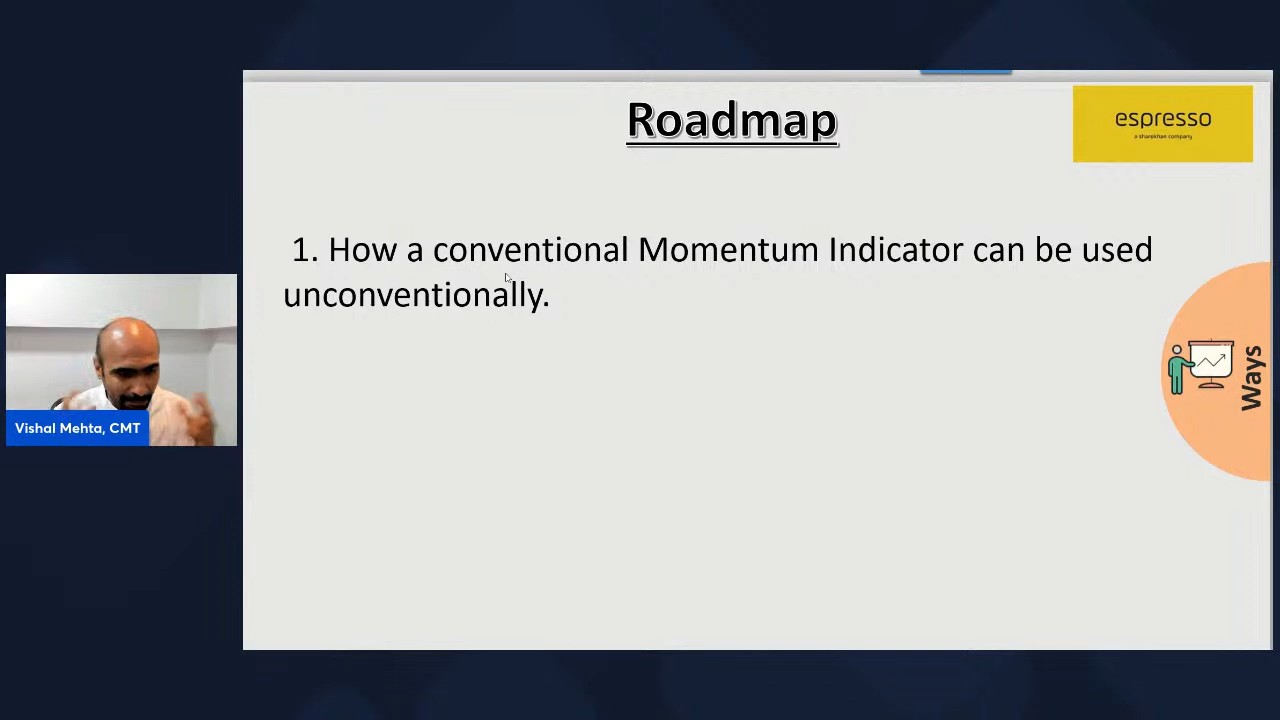 Roadmap
espresso
a sharekhan company
1. How a conventional Momentum Indicator can be used
unconventionally.
Ways
Vishal Mehta, CMT